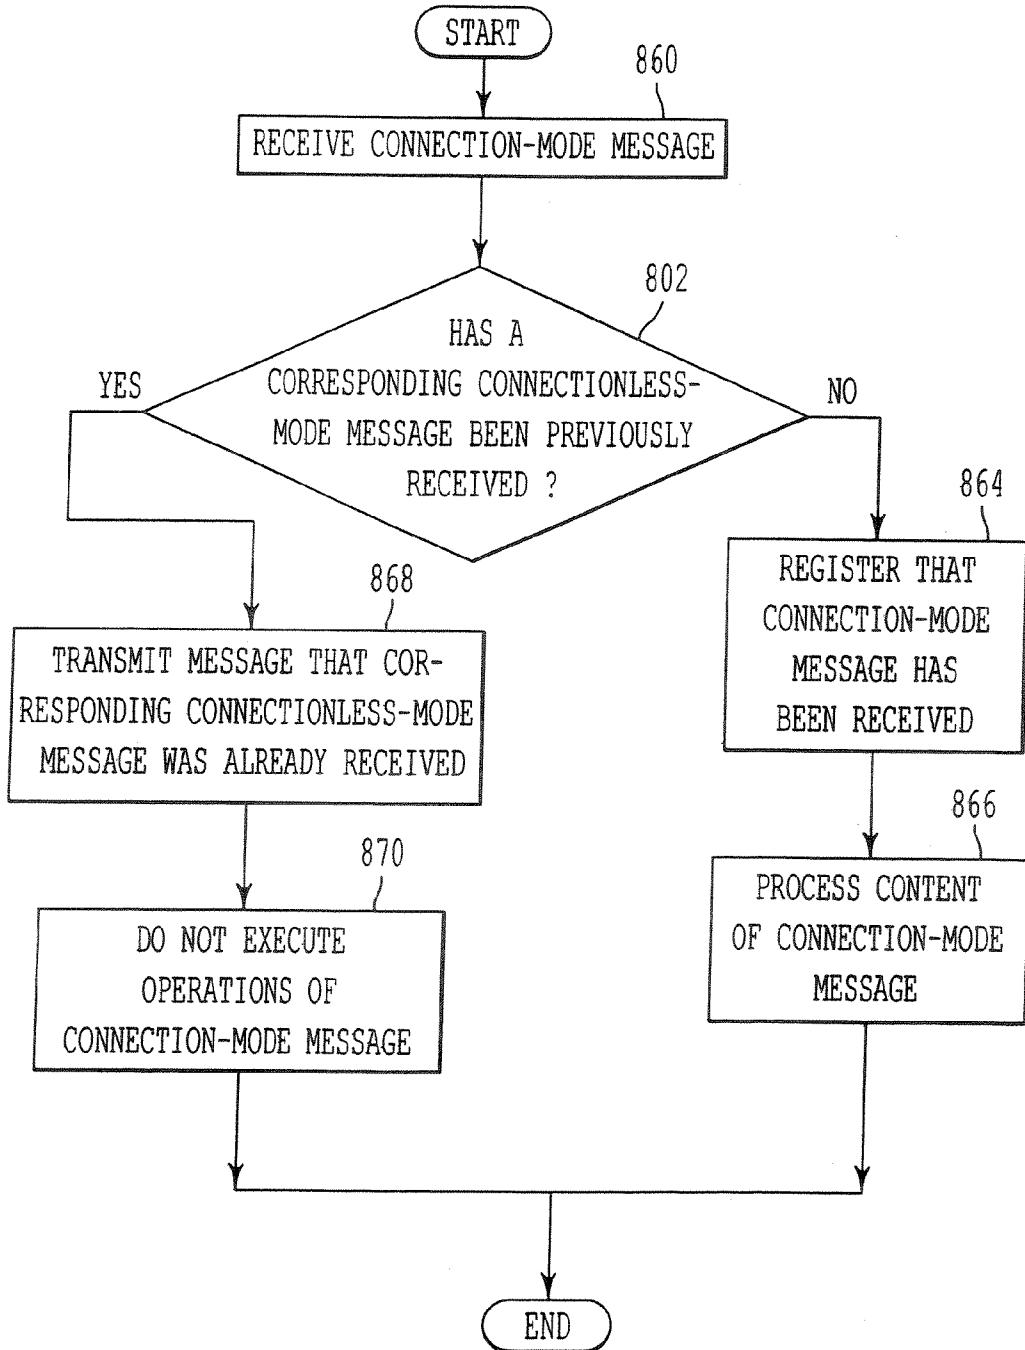 START
860
RECEIVE CONNECTION-MODE MESSAGE
802
HAS A
CORRESPONDING CONNECTIONLESS-
MODE MESSAGE BEEN PREVIOUSLY
RECEIVED ?
YES
NO
864
REGISTER THAT
CONNECTION-MODE
MESSAGE HAS
BEEN RECEIVED
868
TRANSMIT MESSAGE THAT COR-
RESPONDING CONNECTIONLESS-MODE
MESSAGE WAS ALREADY RECEIVED
866
PROCESS CONTENT
OF CONNECTION-MODE
MESSAGE
870
DO NOT EXECUTE
OPERATIONS OF
CONNECTION-MODE MESSAGE
END